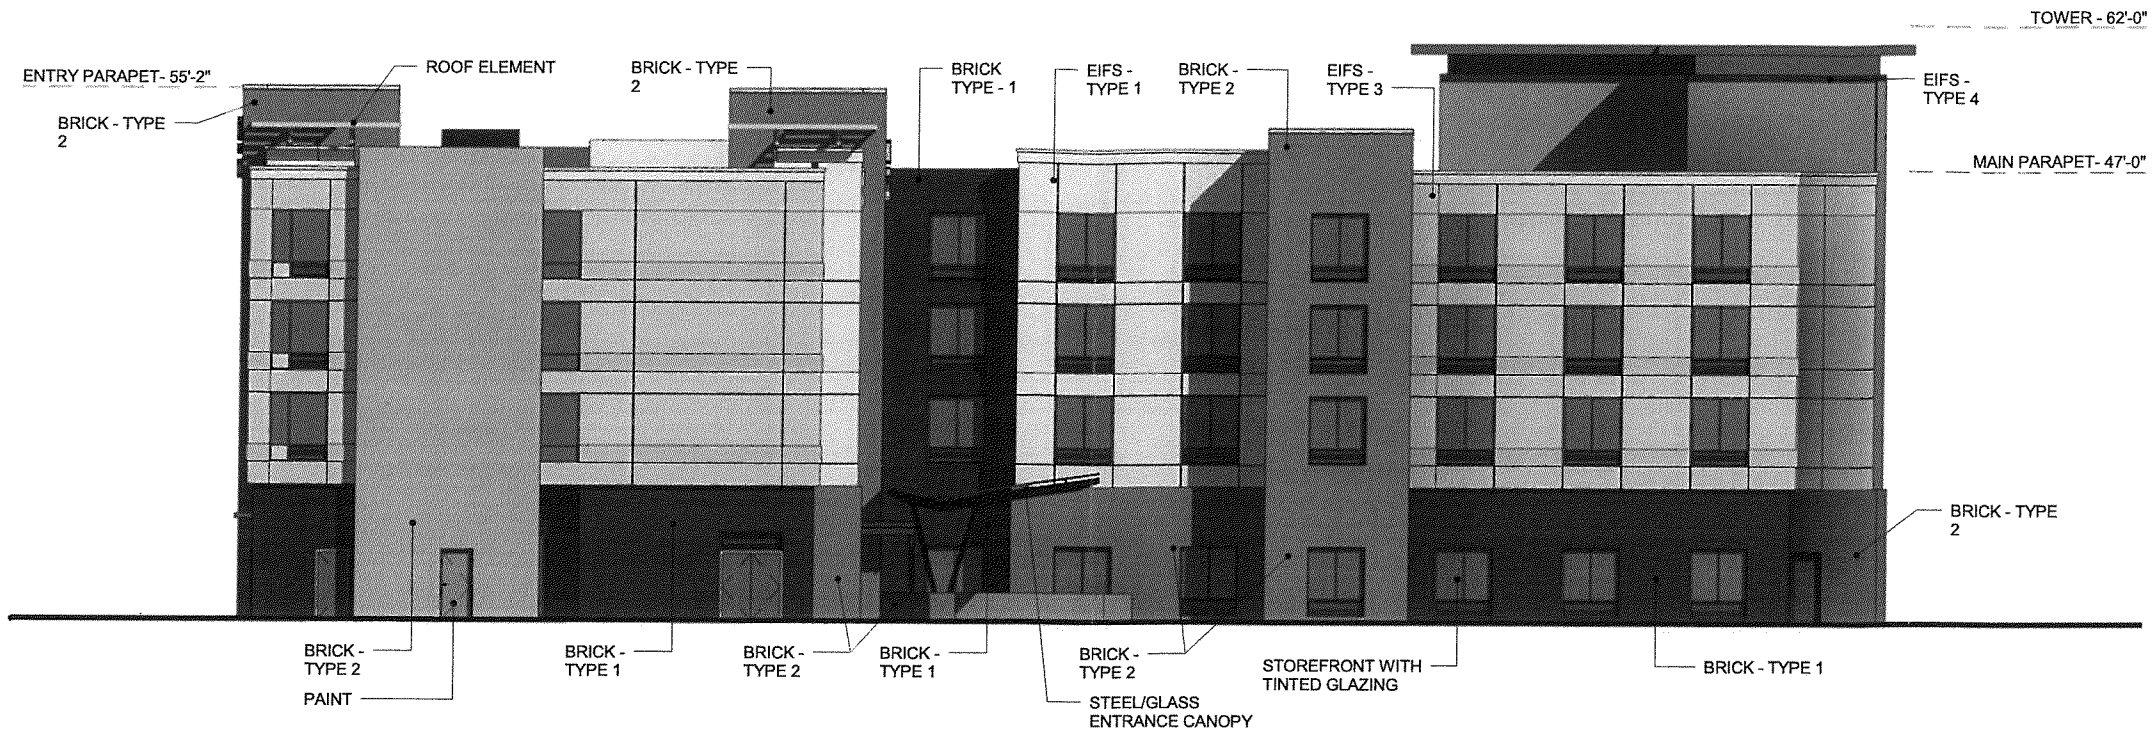 TOWER - 62'-0"
ENTRY PARAPET- 55'-2"
ROOF ELEMENT
BRICK - TYPE
2
BRICK
TYPE - 1
EIFS -
TYPE 1
BRICK -
TYPE 2
EIFS -
TYPE 3
EIFS -
TYPE 4
BRICK - TYPE
2
MAIN PARAPET- 47'-0"
BRICK - TYPE
2
BRICK -
TYPE 2
BRICK -
TYPE 1
BRICK -
TYPE 2
BRICK -
TYPE 1
BRICK -
TYPE 2
STOREFRONT WITH
TINTED GLAZING
BRICK - TYPE 1
PAINT
STEEL/GLASS
ENTRANCE CANOPY